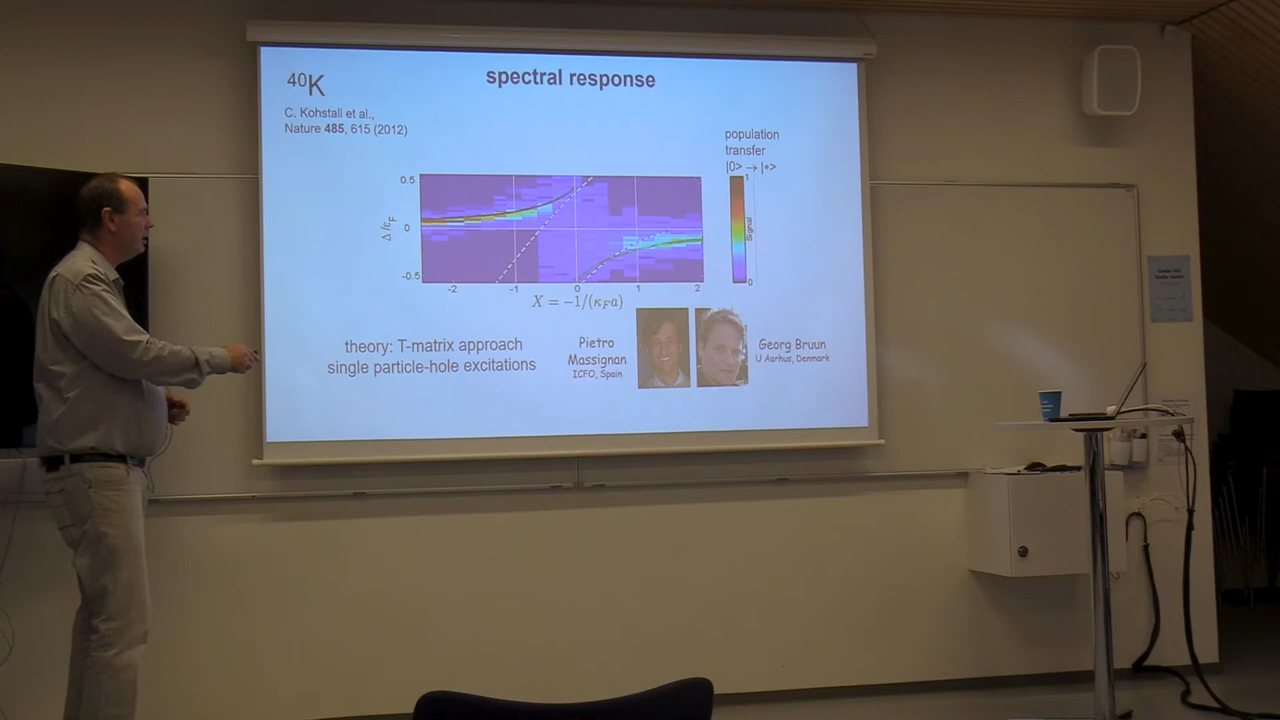 ⁴⁰K
spectral response
C. Kohstall et al.,
Nature 485, 615 (2012)
population
transfer
|0> → |•>
1
Signal
0
0.5
0
-0.5
Δ/ε_F
-2 -1 0 1 2
X = −1/(κ_F a)
theory: T-matrix approach
single particle-hole excitations
Pietro
Massignan
ICFO, Spain
Georg Bruun
U Aarhus, Denmark